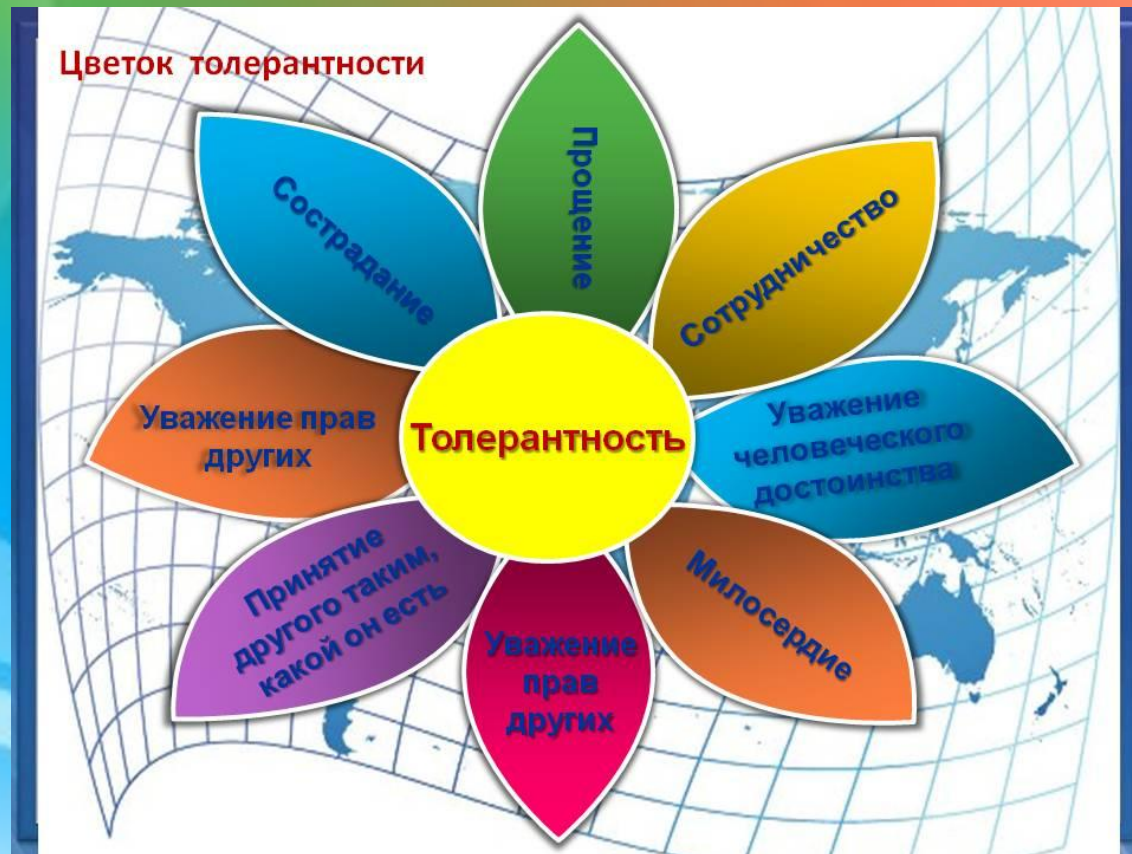 Цветок толерантности
Прощение
Сострадание
Сотрудничество
Уважение прав
других
Толерантность
Уважение
человеческого
достоинства
Принятие
другого таким,
какой он есть
Милосердие
Уважение
прав
других